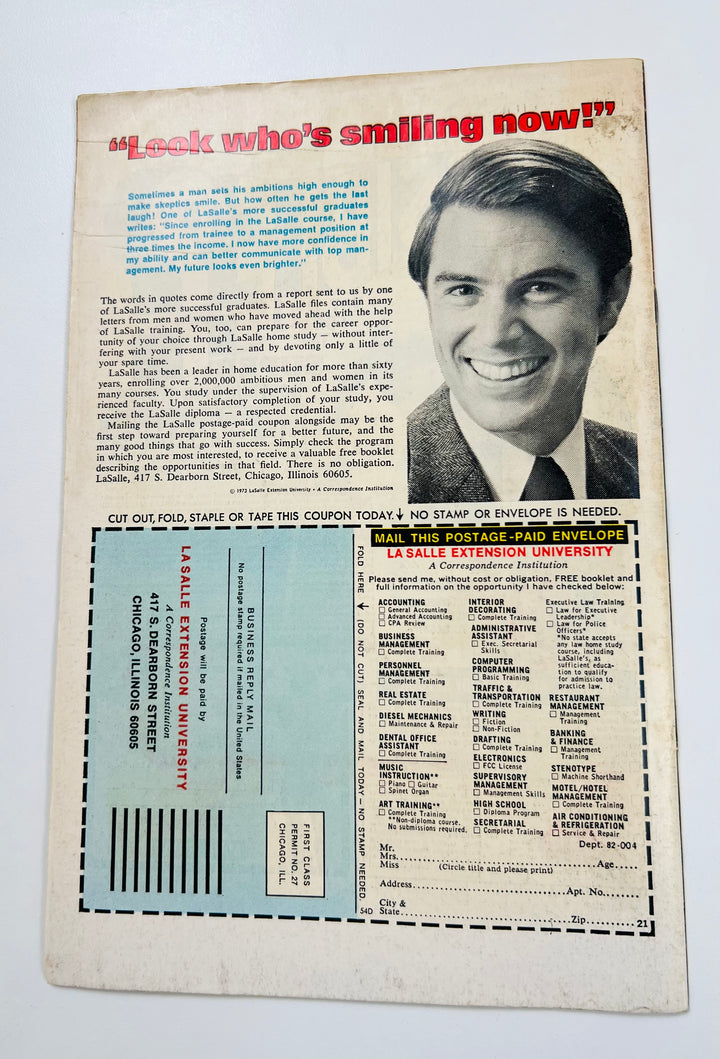 “Look who’s smiling now!”
Sometimes a man sets his ambitions high enough to
make skeptics smile. But how often he gets the last
laugh! One of LaSalle's more successful graduates
writes: "Since enrolling in the LaSalle course, I have
progressed from trainee to a management position at
three times the income. I now have more confidence in
my ability and can better communicate with top man-
agement. My future looks even brighter."
The words in quotes come directly from a report sent to us by one
of LaSalle's more successful graduates. LaSalle files contain many
letters from men and women who have moved ahead with the help
of LaSalle training. You, too, can prepare for the career oppor-
tunity of your choice through LaSalle home study — without inter-
fering with your present work — and by devoting only a little of
your spare time.
LaSalle has been a leader in home education for more than sixty
years, enrolling over 2,000,000 ambitious men and women in its
many courses. You study under the supervision of LaSalle's expe-
rienced faculty. Upon satisfactory completion of your study, you
receive the LaSalle diploma — a respected credential.
Mailing the LaSalle postage-paid coupon alongside may be the
first step toward preparing yourself for a better future, and the
many good things that go with success. Simply check the program
in which you are most interested, to receive a valuable free booklet
describing the opportunities in that field. There is no obligation.
LaSalle, 417 S. Dearborn Street, Chicago, Illinois 60605.
© 1972 LaSalle Extension University - A Correspondence Institution
CUT OUT, FOLD, STAPLE OR TAPE THIS COUPON TODAY. ↓ NO STAMP OR ENVELOPE IS NEEDED.
BUSINESS REPLY MAIL
No postage stamp required if mailed in the United States
Postage will be paid by
LA SALLE EXTENSION UNIVERSITY
A Correspondence Institution
417 S. DEARBORN STREET
CHICAGO, ILLINOIS 60605
FIRST CLASS
PERMIT NO. 27
CHICAGO, ILL.
FOLD HERE → (DO NOT CUT) SEAL AND MAIL TODAY — NO STAMP NEEDED.
54D
MAIL THIS POSTAGE-PAID ENVELOPE
LA SALLE EXTENSION UNIVERSITY
A Correspondence Institution
Please send me, without cost or obligation, FREE booklet and
full information on the opportunity I have checked below:
ACCOUNTING
□ General Accounting
□ Advanced Accounting
□ CPA Review
BUSINESS
MANAGEMENT
□ Complete Training
PERSONNEL
MANAGEMENT
□ Complete Training
REAL ESTATE
□ Complete Training
DIESEL MECHANICS
□ Maintenance & Repair
DENTAL OFFICE
ASSISTANT
□ Complete Training
MUSIC
INSTRUCTION**
□ Piano □ Guitar
□ Spinet Organ
ART TRAINING**
□ Complete Training
**Non-diploma course.
No submissions required.
INTERIOR
DECORATING
□ Complete Training
ADMINISTRATIVE
ASSISTANT
□ Exec. Secretarial
Skills
COMPUTER
PROGRAMMING
□ Basic Training
TRAFFIC &
TRANSPORTATION
□ Complete Training
WRITING
□ Fiction
□ Non-Fiction
DRAFTING
□ Complete Training
ELECTRONICS
□ FCC License
SUPERVISORY
MANAGEMENT
□ Management Skills
HIGH SCHOOL
□ Diploma Program
SECRETARIAL
□ Complete Training
Executive Law Training
□ Law for Executive
Leadership*
□ Law for Police
Officers*
*No state accepts
any law home study
course, including
LaSalle's, as
sufficient educa-
tion to qualify
for admission to
practice law.
RESTAURANT
MANAGEMENT
□ Management
Training
BANKING
& FINANCE
□ Management
Training
STENOTYPE
□ Machine Shorthand
MOTEL/HOTEL
MANAGEMENT
□ Complete Training
AIR CONDITIONING
& REFRIGERATION
□ Service & Repair
Dept. 82-004
Mr.
Mrs. Age
Miss (Circle title and please print)
Address Apt. No.
City &
State Zip 21